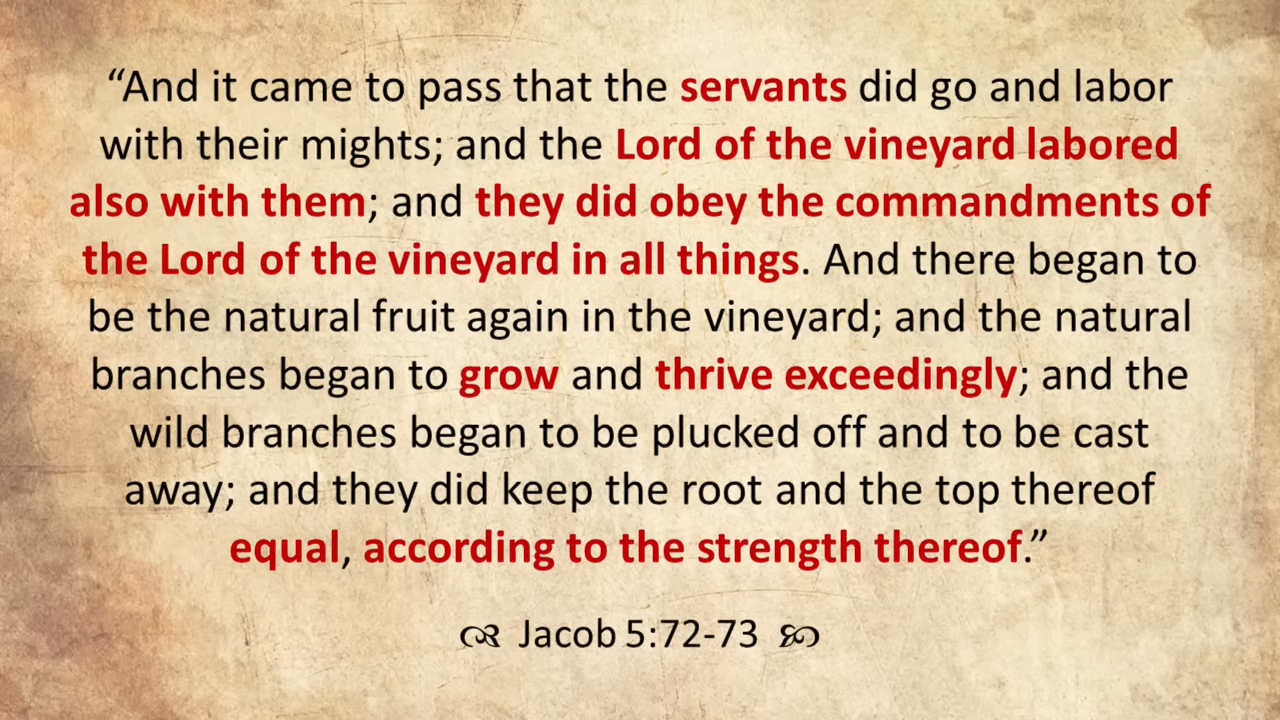 “And it came to pass that the servants did go and labor
with their mights; and the Lord of the vineyard labored
also with them; and they did obey the commandments of
the Lord of the vineyard in all things. And there began to
be the natural fruit again in the vineyard; and the natural
branches began to grow and thrive exceedingly; and the
wild branches began to be plucked off and to be cast
away; and they did keep the root and the top thereof
equal, according to the strength thereof.”
Jacob 5:72-73